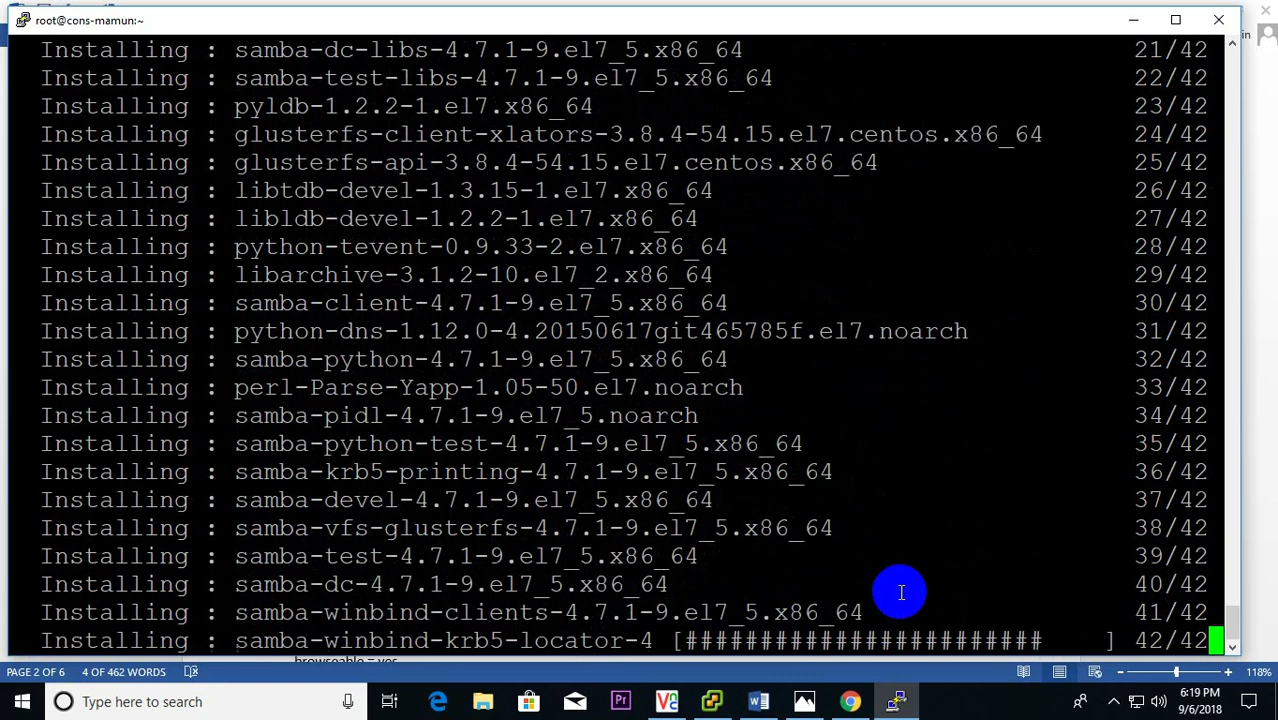 root@cons-mamun:~
in
Installing : samba-dc-libs-4.7.1-9.el7_5.x86_64 21/42
Installing : samba-test-libs-4.7.1-9.el7_5.x86_64 22/42
Installing : pyldb-1.2.2-1.el7.x86_64 23/42
Installing : glusterfs-client-xlators-3.8.4-54.15.el7.centos.x86_64 24/42
Installing : glusterfs-api-3.8.4-54.15.el7.centos.x86_64 25/42
Installing : libtdb-devel-1.3.15-1.el7.x86_64 26/42
Installing : libldb-devel-1.2.2-1.el7.x86_64 27/42
Installing : python-tevent-0.9.33-2.el7.x86_64 28/42
Installing : libarchive-3.1.2-10.el7_2.x86_64 29/42
Installing : samba-client-4.7.1-9.el7_5.x86_64 30/42
Installing : python-dns-1.12.0-4.20150617git465785f.el7.noarch 31/42
Installing : samba-python-4.7.1-9.el7_5.x86_64 32/42
Installing : perl-Parse-Yapp-1.05-50.el7.noarch 33/42
Installing : samba-pidl-4.7.1-9.el7_5.noarch 34/42
Installing : samba-python-test-4.7.1-9.el7_5.x86_64 35/42
Installing : samba-krb5-printing-4.7.1-9.el7_5.x86_64 36/42
Installing : samba-devel-4.7.1-9.el7_5.x86_64 37/42
Installing : samba-vfs-glusterfs-4.7.1-9.el7_5.x86_64 38/42
Installing : samba-test-4.7.1-9.el7_5.x86_64 39/42
Installing : samba-dc-4.7.1-9.el7_5.x86_64 40/42
Installing : samba-winbind-clients-4.7.1-9.el7_5.x86_64 41/42
Installing : samba-winbind-krb5-locator-4 [######################## ] 42/42
browseable = yes
PAGE 2 OF 6 4 OF 462 WORDS 118%
Type here to search
Pr
6:19 PM
9/6/2018